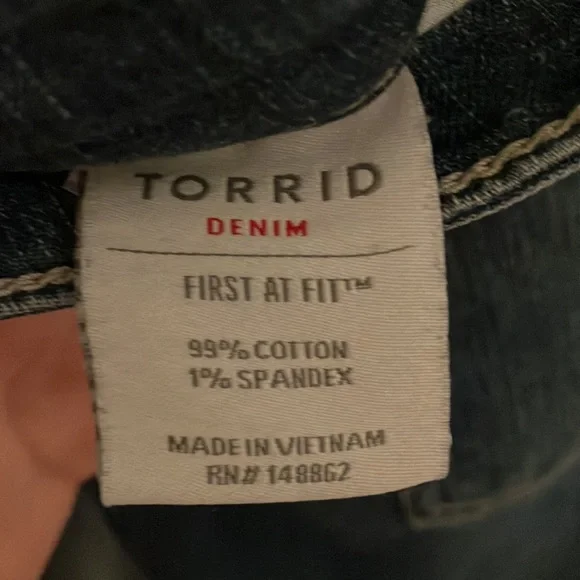 TORRID
DENIM
FIRST AT FIT™
99% COTTON
1% SPANDEX
MADE IN VIETNAM
RN# 148862